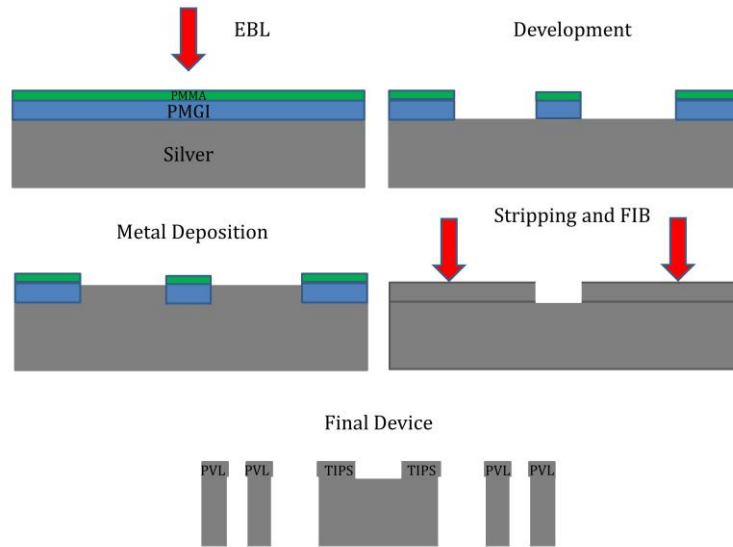 EBL
Development
PMMA
PMGI
Silver
Metal Deposition
Stripping and FIB
Final Device
PVL PVL TIPS TIPS PVL PVL